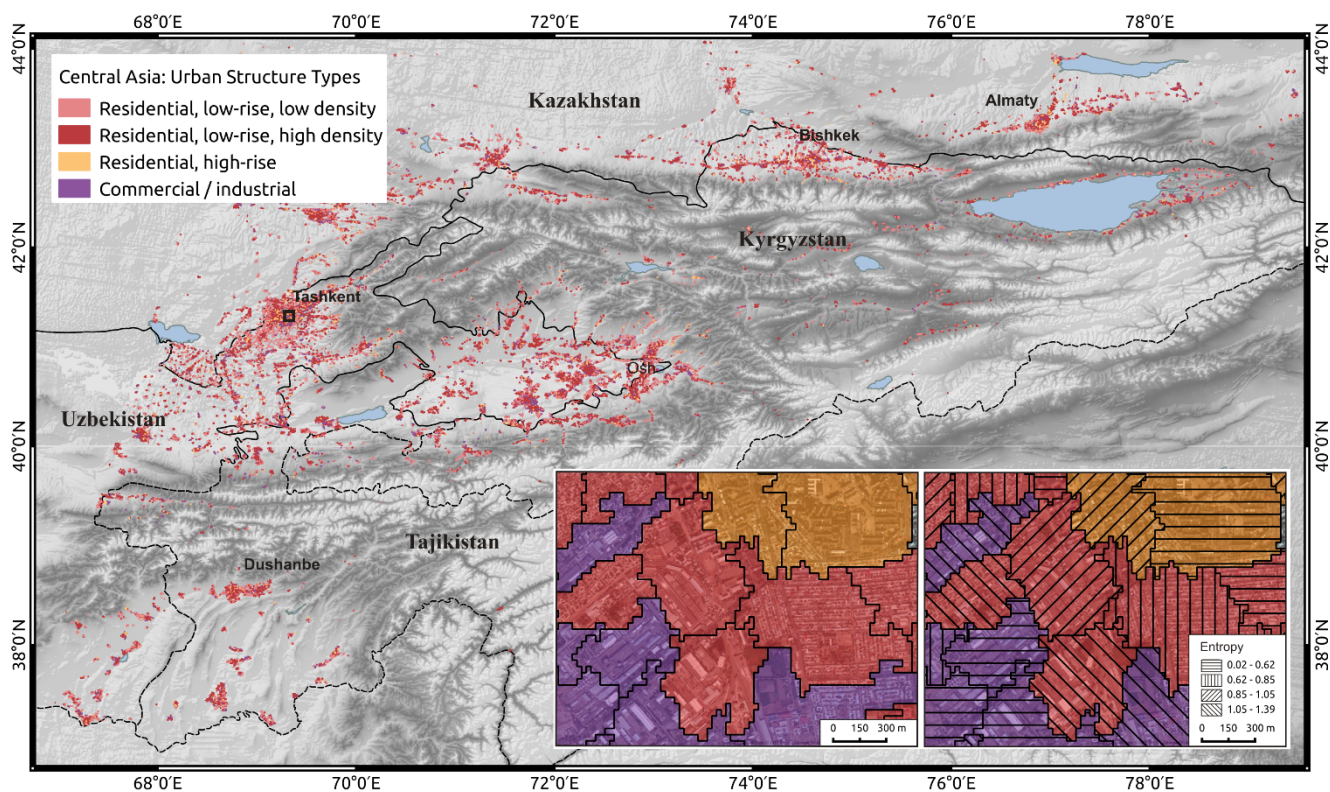 68°0´E 70°0´E 72°0´E 74°0´E 76°0´E 78°0´E
44°0´N 44°0´N
Central Asia: Urban Structure Types
Residential, low-rise, low density
Residential, low-rise, high density
Residential, high-rise
Commercial / industrial
Kazakhstan
Almaty
Bishkek
42°0´N 42°0´N
Kyrgyzstan
Tashkent
Osh
Uzbekistan
40°0´N 40°0´N
Tajikistan
Dushanbe
38°0´N 38°0´N
Entropy
0.02 - 0.62
0.62 - 0.85
0.85 - 1.05
1.05 - 1.39
0 150 300 m
0 150 300 m
68°0´E 70°0´E 72°0´E 74°0´E 76°0´E 78°0´E